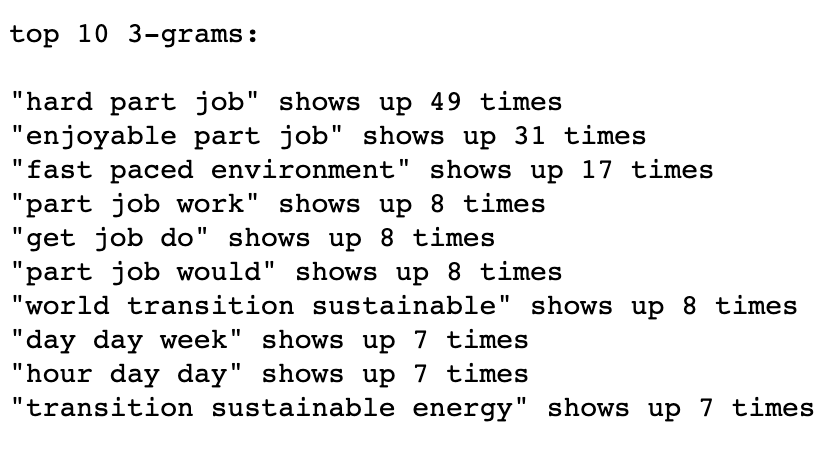 top 10 3-grams:
"hard part job" shows up 49 times
"enjoyable part job" shows up 31 times
"fast paced environment" shows up 17 times
"part job work" shows up 8 times
"get job do" shows up 8 times
"part job would" shows up 8 times
"world transition sustainable" shows up 8 times
"day day week" shows up 7 times
"hour day day" shows up 7 times
"transition sustainable energy" shows up 7 times